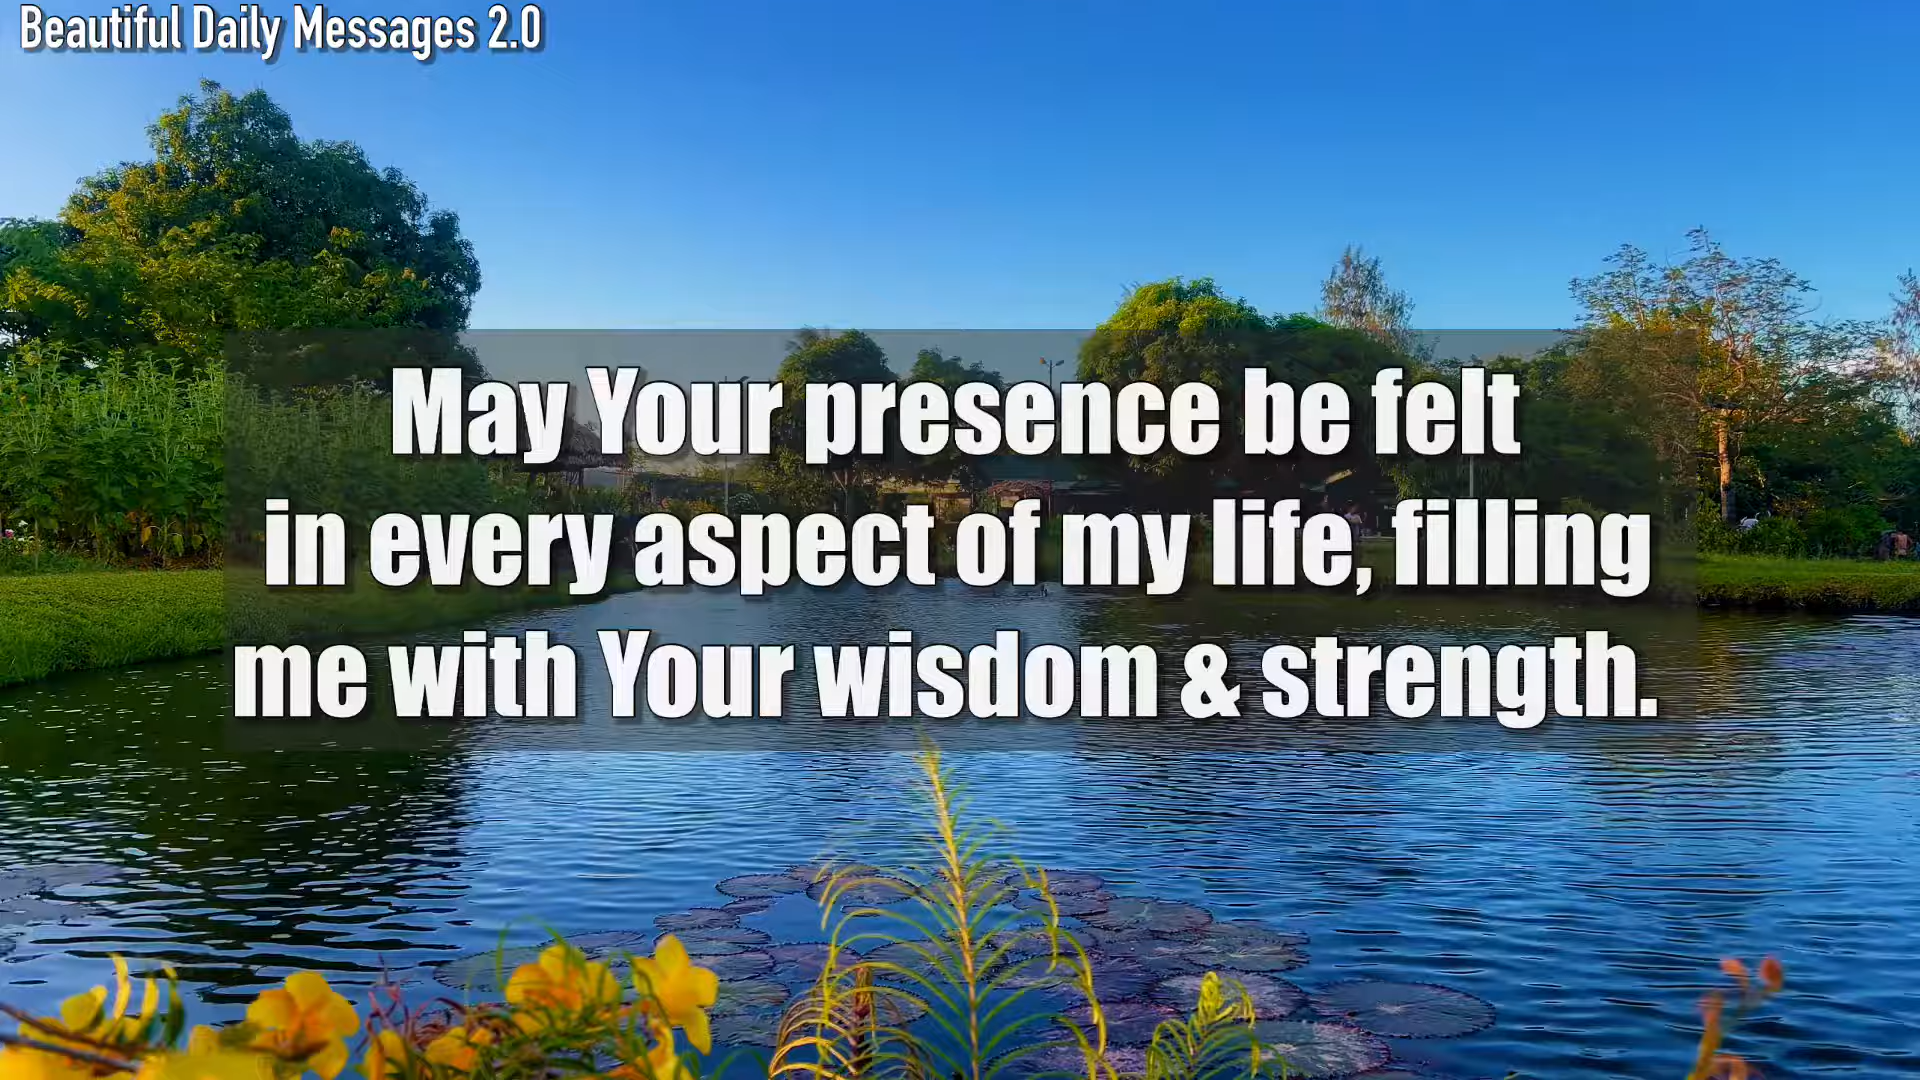 Beautiful Daily Messages 2.0
May Your presence be felt
in every aspect of my life, filling
me with Your wisdom & strength.